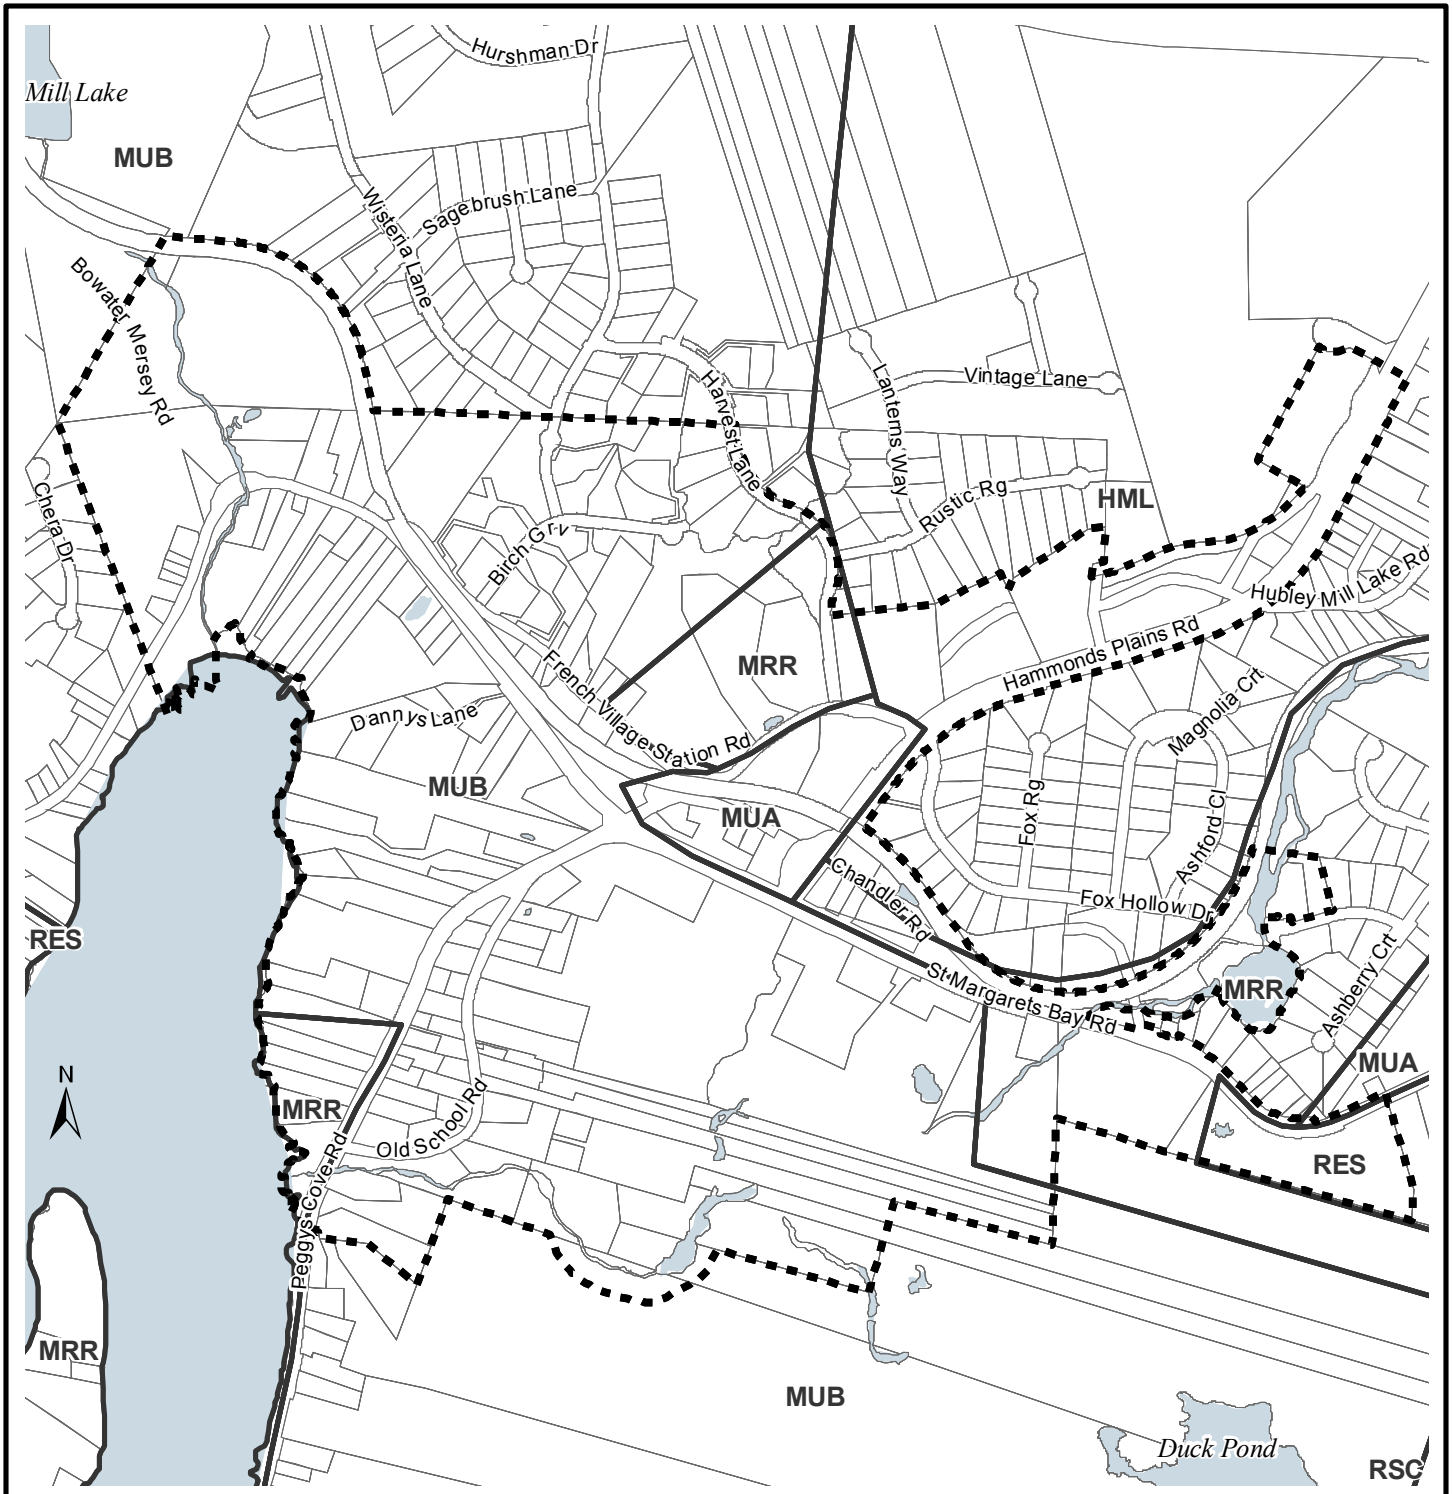 Hurshman Dr
Mill Lake
MUB
Sagebrush Lane
Wisteria Lane
Bowater Mersey Rd
Harvest Lane
Lanterns Way
Vintage Lane
Chera Dr
Rustic Rg
HML
Birch Grv
Hubley Mill Lake Rd
Hammonds Plains Rd
French Village Station Rd
MRR
Magnolia Crt
Dannys Lane
MUB
MUA
Fox Rg
Ashford Cl
Chandler Rd
Fox Hollow Dr
RES
St Margarets Bay Rd
MRR
Ashberry Crt
MUA
N
MRR
Old School Rd
Peggys Cove Rd
RES
MRR
MUB
Duck Pond
RSC